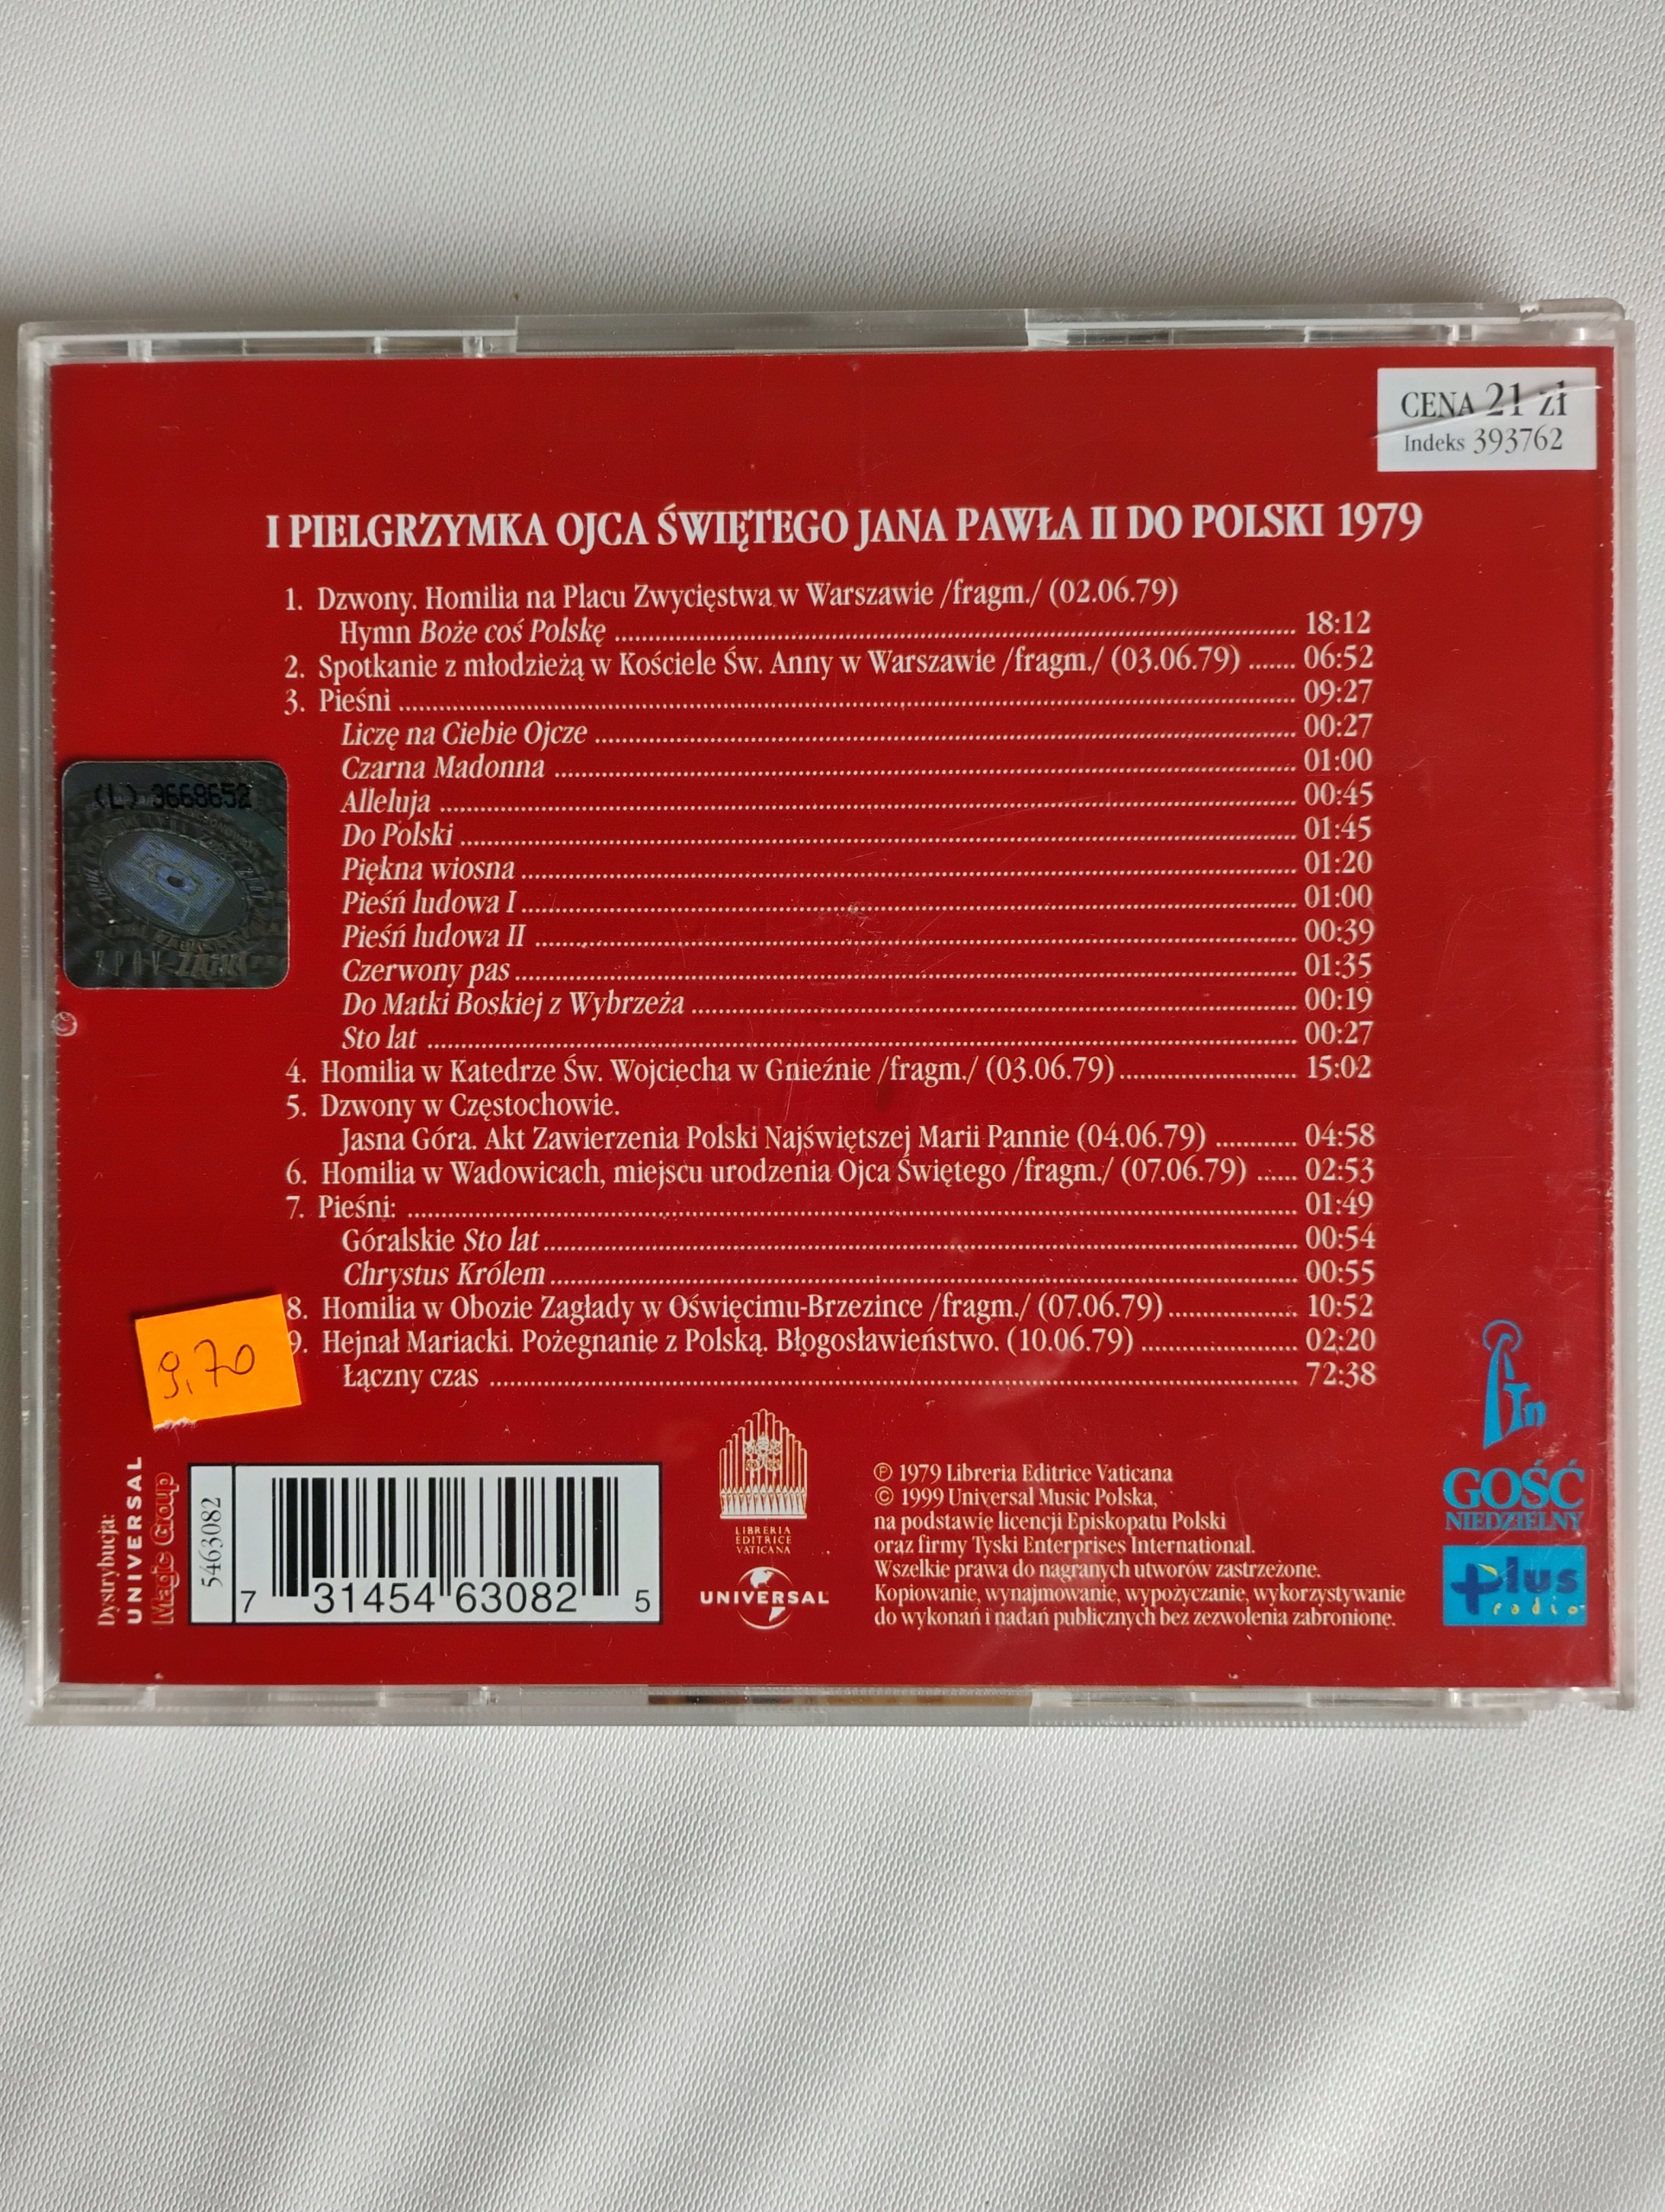 CENA 21 zł
Indeks 393762
I PIELGRZYMKA OJCA ŚWIĘTEGO JANA PAWŁA II DO POLSKI 1979
1. Dzwony. Homilia na Placu Zwycięstwa w Warszawie /fragm./ (02.06.79)
Hymn Boże coś Polskę ........ 18:12
2. Spotkanie z młodzieżą w Kościele Św. Anny w Warszawie /fragm./ (03.06.79) ....... 06:52
3. Pieśni ........ 09:27
Liczę na Ciebie Ojcze ........ 00:27
Czarna Madonna ........ 01:00
Alleluja ........ 00:45
Do Polski ........ 01:45
Piękna wiosna ........ 01:20
Pieśń ludowa I ........ 01:00
Pieśń ludowa II ........ 00:39
Czerwony pas ........ 01:35
Do Matki Boskiej z Wybrzeża ........ 00:19
Sto lat ........ 00:27
4. Homilia w Katedrze Św. Wojciecha w Gnieźnie /fragm./ (03.06.79) ........ 15:02
5. Dzwony w Częstochowie.
Jasna Góra. Akt Zawierzenia Polski Najświętszej Marii Pannie (04.06.79) ........ 04:58
6. Homilia w Wadowicach, miejscu urodzenia Ojca Świętego /fragm./ (07.06.79) ...... 02:53
7. Pieśni: ........ 01:49
Góralskie Sto lat ........ 00:54
Chrystus Królem ........ 00:55
8. Homilia w Obozie Zagłady w Oświęcimu-Brzezince /fragm./ (07.06.79) ........ 10:52
9. Hejnał Mariacki. Pożegnanie z Polską. Błogosławieństwo. (10.06.79) ........ 02:20
Łączny czas ........ 72:38
(L) 3668652
ZPAV ZAiKS
9,70
Dystrybucja:
UNIVERSAL
Magic Group
5463082
7 31454 63082 5
LIBRERIA
EDITRICE
VATICANA
UNIVERSAL
℗ 1979 Libreria Editrice Vaticana
© 1999 Universal Music Polska,
na podstawie licencji Episkopatu Polski
oraz firmy Tyski Enterprises International.
Wszelkie prawa do nagranych utworów zastrzeżone.
Kopiowanie, wynajmowanie, wypożyczanie, wykorzystywanie
do wykonań i nadań publicznych bez zezwolenia zabronione.
GOŚĆ
NIEDZIELNY
plus
radio